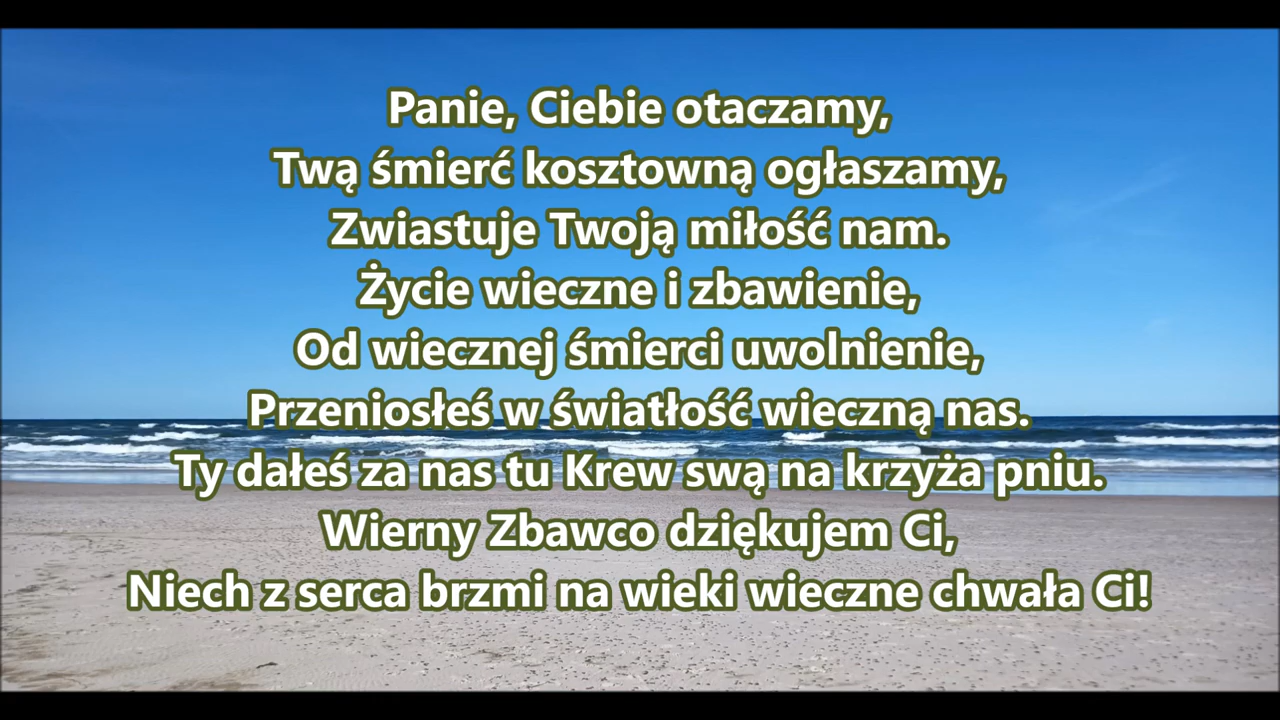 Panie, Ciebie otaczamy,
Twą śmierć kosztowną ogłaszamy,
Zwiastuje Twoją miłość nam.
Życie wieczne i zbawienie,
Od wiecznej śmierci uwolnienie,
Przeniosłeś w światłość wieczną nas.
Ty dałeś za nas tu Krew swą na krzyża pniu.
Wierny Zbawco dziękujem Ci,
Niech z serca brzmi na wieki wieczne chwała Ci!